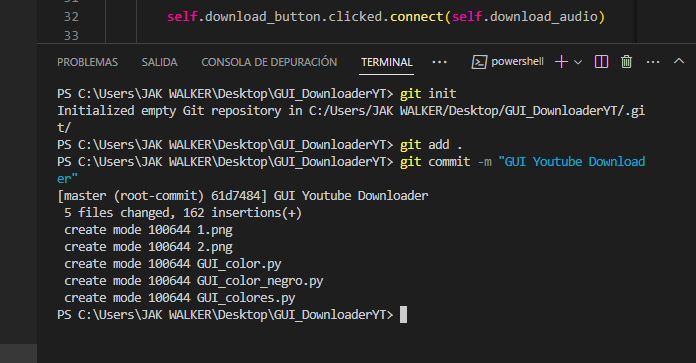 32 self.download_button.clicked.connect(self.download_audio)
33
PROBLEMAS SALIDA CONSOLA DE DEPURACIÓN TERMINAL powershell
PS C:\Users\JAK WALKER\Desktop\GUI_DownloaderYT> git init
Initialized empty Git repository in C:/Users/JAK WALKER/Desktop/GUI_DownloaderYT/.gi
t/
PS C:\Users\JAK WALKER\Desktop\GUI_DownloaderYT> git add .
PS C:\Users\JAK WALKER\Desktop\GUI_DownloaderYT> git commit -m "GUI Youtube Download
er"
[master (root-commit) 61d7484] GUI Youtube Downloader
5 files changed, 162 insertions(+)
create mode 100644 1.png
create mode 100644 2.png
create mode 100644 GUI_color.py
create mode 100644 GUI_color_negro.py
create mode 100644 GUI_colores.py
PS C:\Users\JAK WALKER\Desktop\GUI_DownloaderYT>